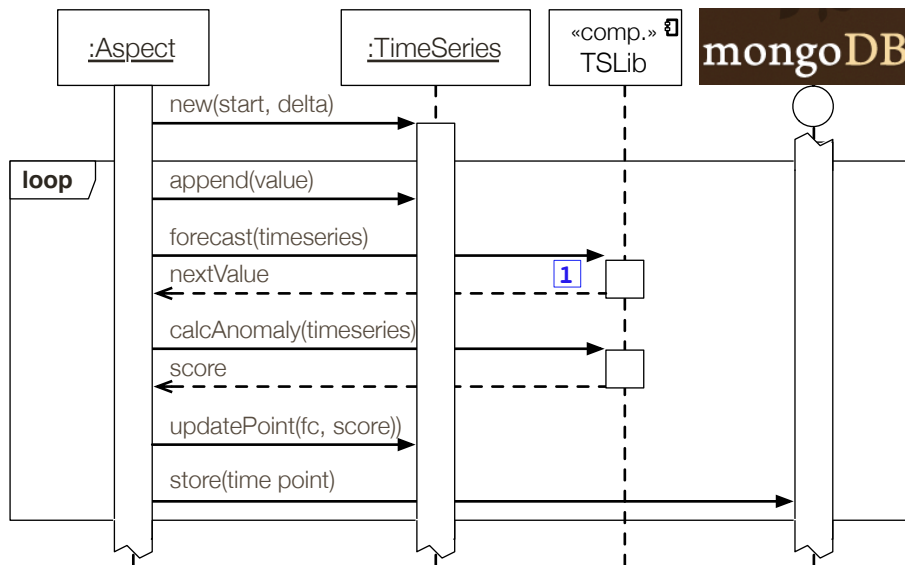 :Aspect
:TimeSeries
«comp.»
TSLib
mongoDB
new(start, delta)
loop
append(value)
forecast(timeseries)
1
nextValue
calcAnomaly(timeseries)
score
updatePoint(fc, score))
store(time point)